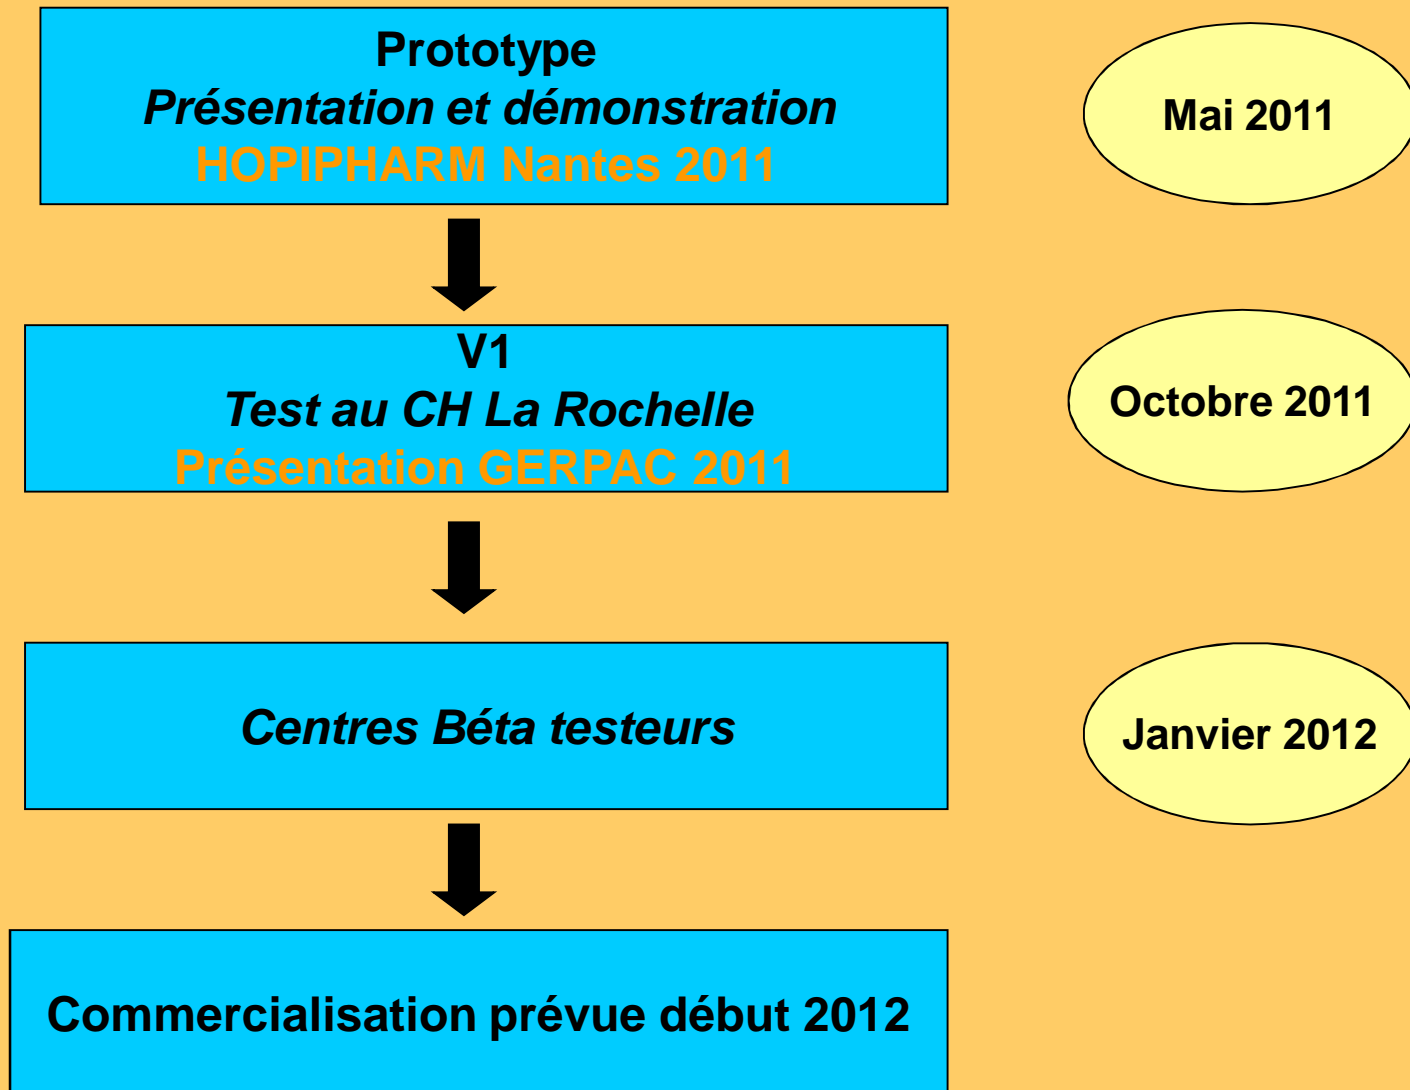 Prototype
Présentation et démonstration
HOPIPHARM Nantes 2011
Mai 2011
V1
Test au CH La Rochelle
Présentation GERPAC 2011
Octobre 2011
Centres Béta testeurs
Janvier 2012
Commercialisation prévue début 2012